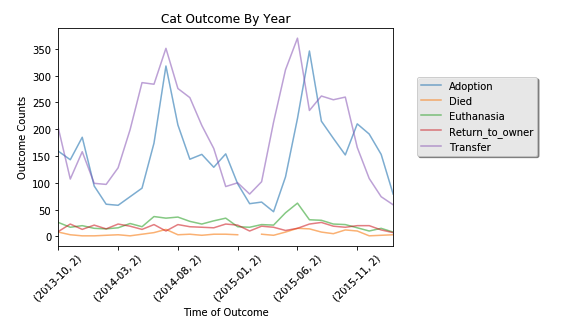 Cat Outcome By Year
Outcome Counts
350
300
250
200
150
100
50
0
(2013-10, 2)
(2014-03, 2)
(2014-08, 2)
(2015-01, 2)
(2015-06, 2)
(2015-11, 2)
Time of Outcome
Adoption
Died
Euthanasia
Return_to_owner
Transfer